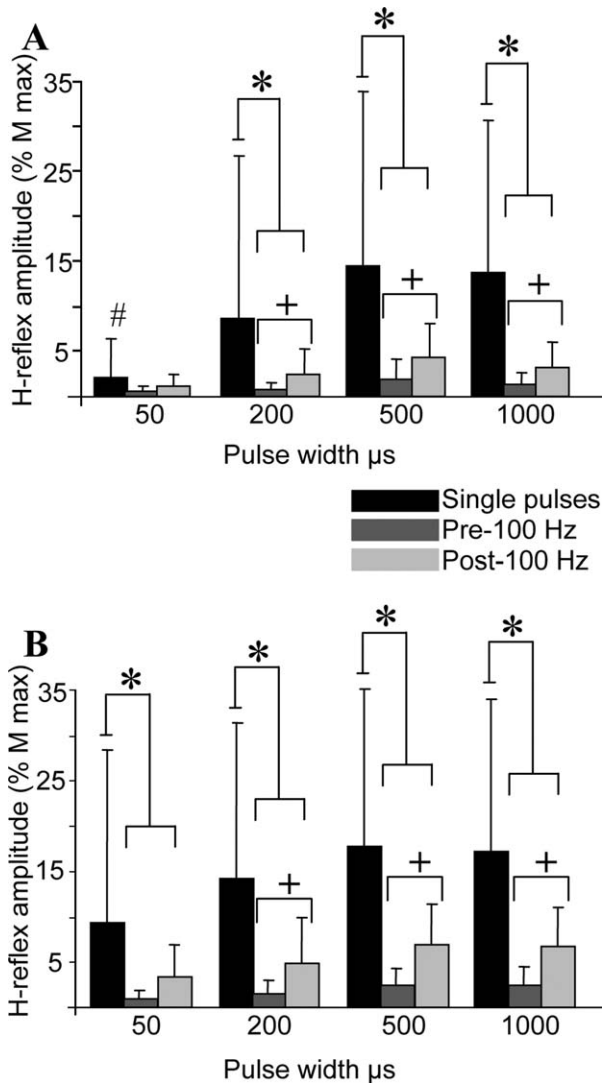 A
H-reflex amplitude (% M max)
35
25
15
5
*
*
*
#
+
+
+
50 200 500 1000
Pulse width µs
Single pulses
Pre-100 Hz
Post-100 Hz
B
H-reflex amplitude (% M max)
35
25
15
5
*
*
*
*
+
+
+
50 200 500 1000
Pulse width µs